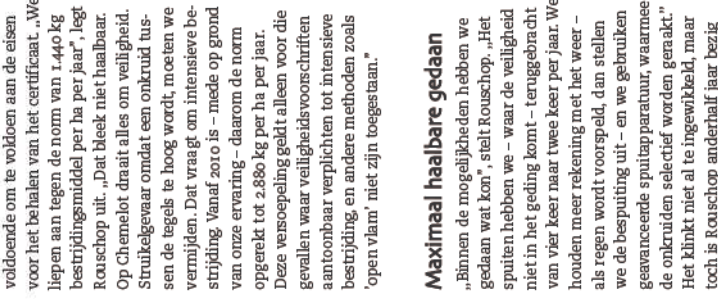 voldoende om te voldoen aan de eisen
voor het behalen van het certificaat. „We
liepen aan tegen de norm van 1.440 kg
bestrijdingsmiddel per ha per jaar”, legt
Rouschop uit. „Dat bleek niet haalbaar.
Op Chemelot draait alles om veiligheid.
Struikelgevaar omdat een onkruid tus-
sen de tegels te hoog wordt, moeten we
vermijden. Dat vraagt om intensieve be-
strijding. Vanaf 2010 is – mede op grond
van onze ervaring – daarom de norm
opgerekt tot 2.880 kg per ha per jaar.
Deze versoepeling geldt alleen voor die
gevallen waar veiligheidsvoorschriften
aantoonbaar verplichten tot intensieve
bestrijding, en andere methoden zoals
'open vlam' niet zijn toegestaan.”
Maximaal haalbare gedaan
„Binnen de mogelijkheden hebben we
gedaan wat kon”, stelt Rouschop. „Het
spuiten hebben we – waar de veiligheid
niet in het geding komt – teruggebracht
van vier keer naar twee keer per jaar. We
houden meer rekening met het weer –
als regen wordt voorspeld, dan stellen
we de bespuiting uit – en we gebruiken
geavanceerde spuitapparatuur, waarmee
de onkruiden selectief worden geraakt.”
Het klinkt niet al te ingewikkeld, maar
toch is Rouschop anderhalf jaar bezig